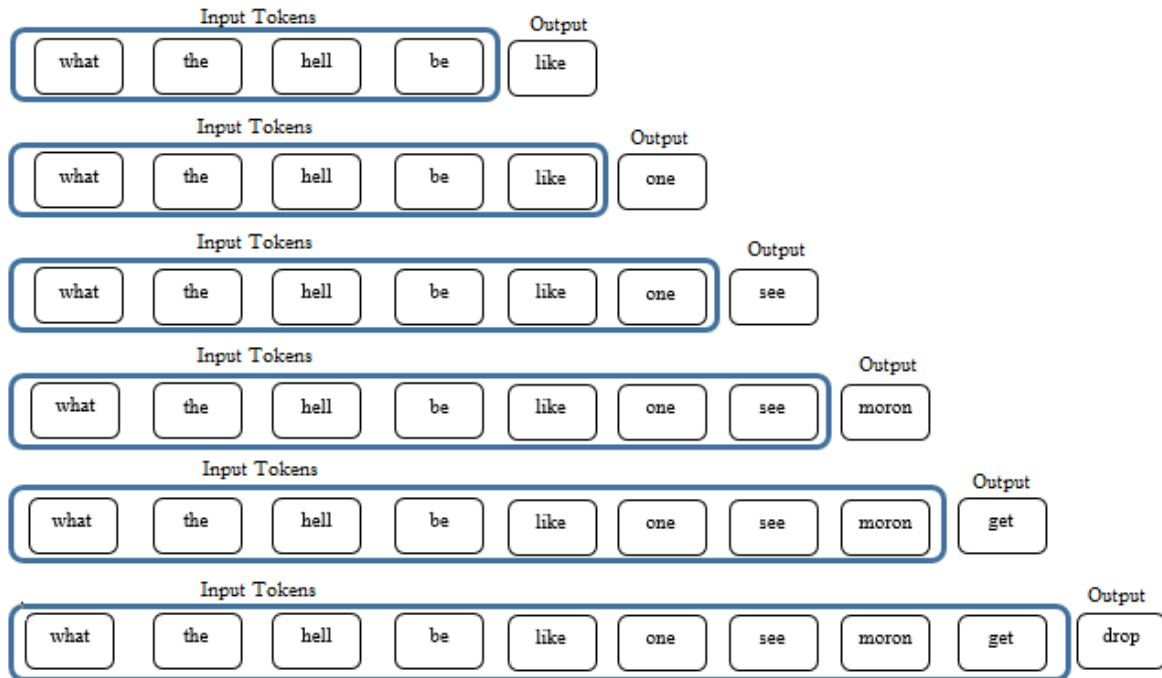 Input Tokens Output
what the hell be like
Input Tokens Output
what the hell be like one
Input Tokens Output
what the hell be like one see
Input Tokens Output
what the hell be like one see moron
Input Tokens Output
what the hell be like one see moron get
Input Tokens Output
what the hell be like one see moron get drop